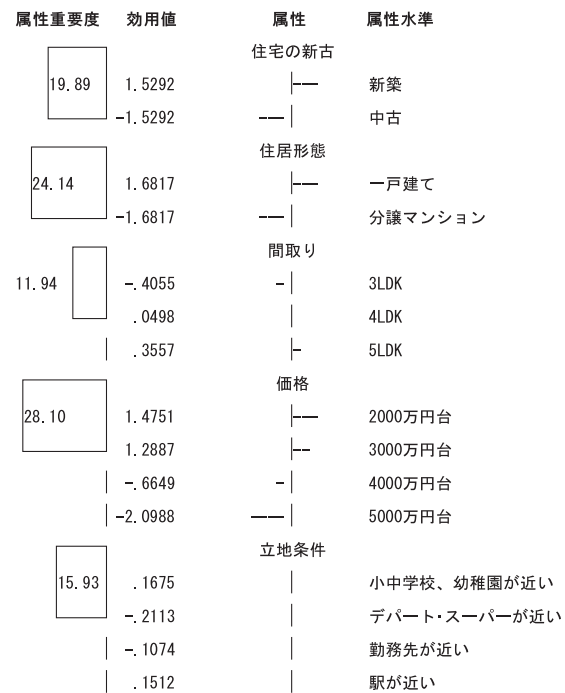 属性重要度 効用値 属性 属性水準
住宅の新古
19.89 1.5292 新築
-1.5292 中古
住居形態
24.14 1.6817 一戸建て
-1.6817 分譲マンション
間取り
11.94 -.4055 3LDK
.0498 4LDK
.3557 5LDK
価格
28.10 1.4751 2000万円台
1.2887 3000万円台
-.6649 4000万円台
-2.0988 5000万円台
立地条件
15.93 .1675 小中学校、幼稚園が近い
-.2113 デパート・スーパーが近い
-.1074 勤務先が近い
.1512 駅が近い